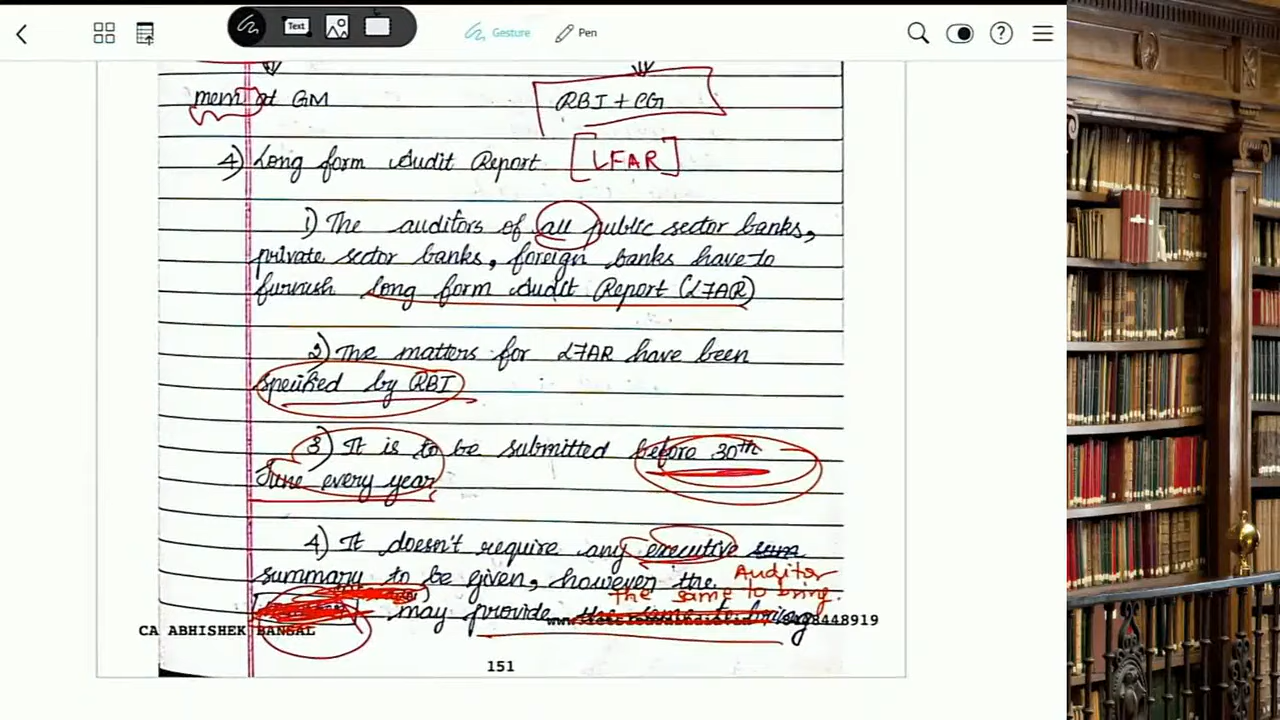 Text
Gesture
Pen
mem at GM
RBI + CG
4) Long form Audit Report [LFAR]
1) The auditors of all public sector banks,
private sector banks, foreign banks have to
furnish Long form Audit Report (LFAR)
2) The matters for LFAR have been
specified by RBI
3) It is to be submitted before 30th
June every year
4) It doesn't require any executive
summary to be given, however the Auditor
may provide the same to bring.
CA ABHISHEK BANSAL 8448919
151